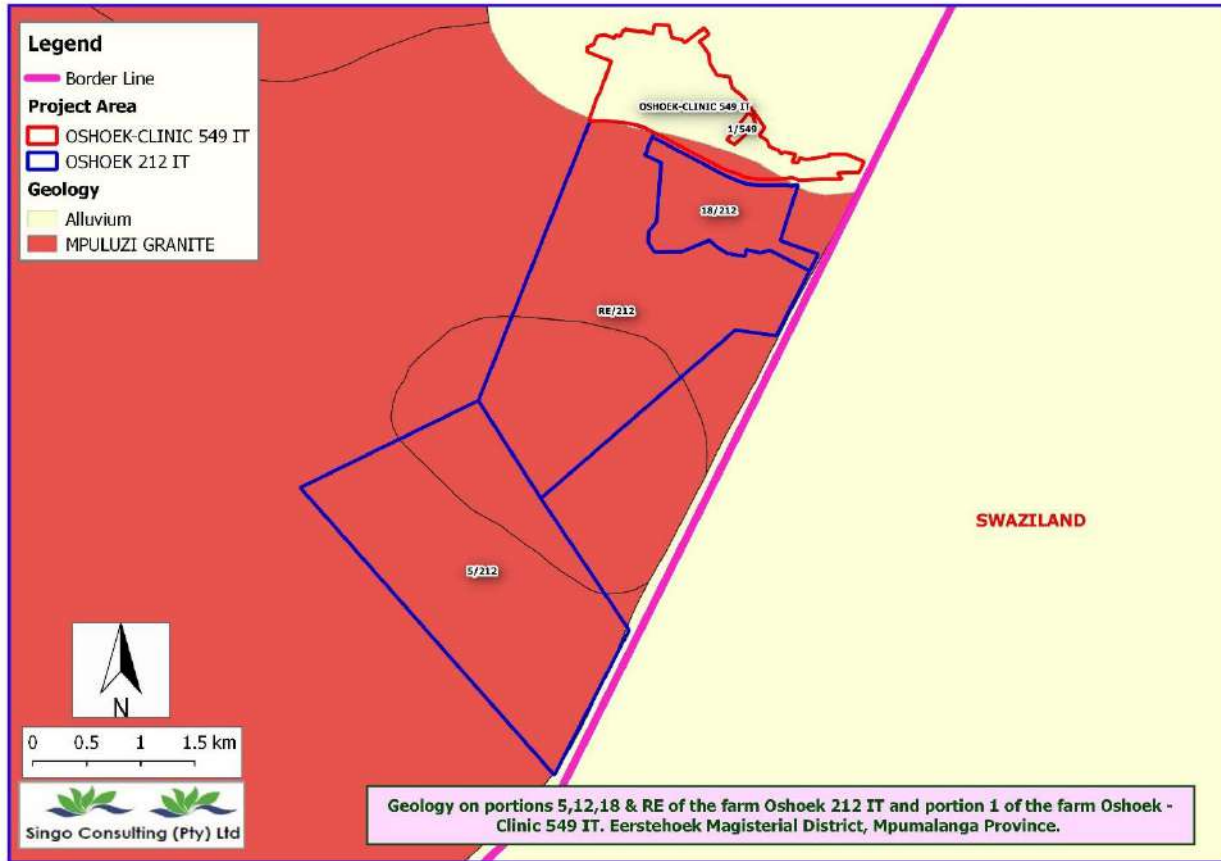 Legend
Border Line
Project Area
OSHOEK-CLINIC 549 IT
OSHOEK 212 IT
Geology
Alluvium
MPULUZI GRANITE
OSHOEK-CLINIC 549 IT
1/549
18/212
RE/212
5/212
SWAZILAND
N
0 0.5 1 1.5 km
Singo Consulting (Pty) Ltd
Geology on portions 5,12,18 & RE of the farm Oshoek 212 IT and portion 1 of the farm Oshoek -
Clinic 549 IT. Eerstehoek Magisterial District, Mpumalanga Province.